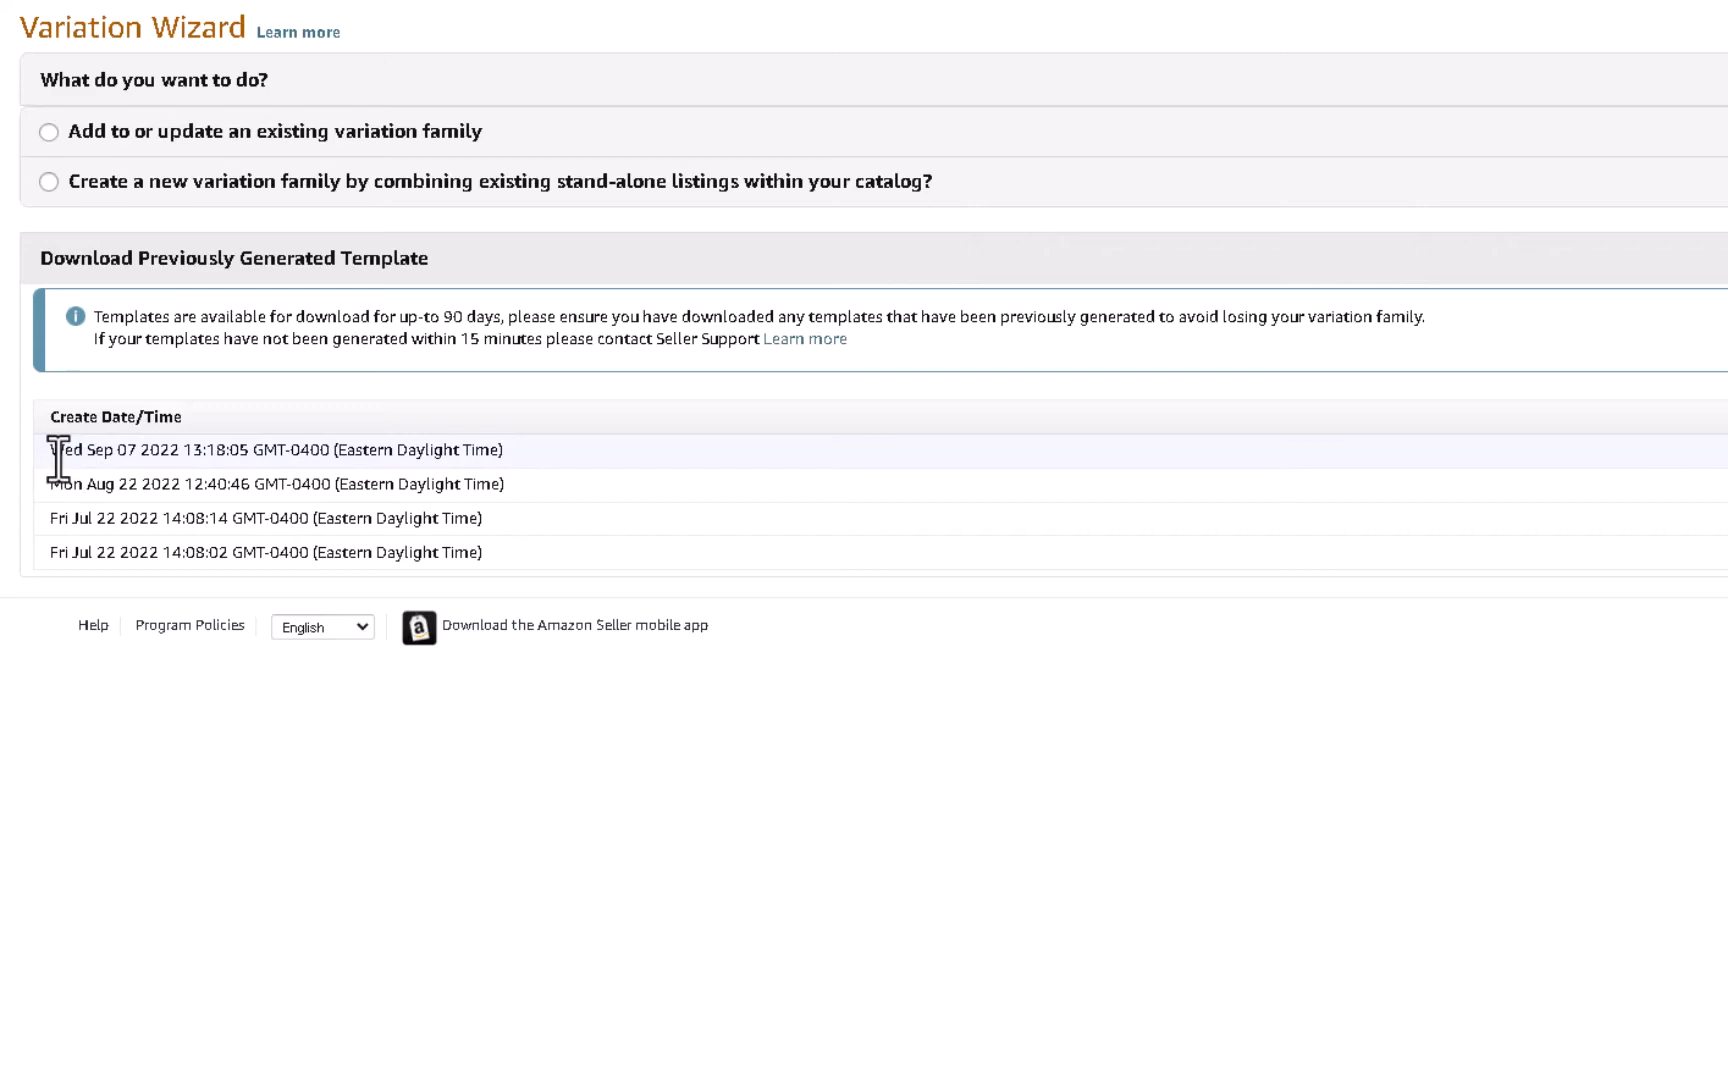 Variation Wizard Learn more
What do you want to do?
Add to or update an existing variation family
Create a new variation family by combining existing stand-alone listings within your catalog?
Download Previously Generated Template
Templates are available for download for up-to 90 days, please ensure you have downloaded any templates that have been previously generated to avoid losing your variation family.
If your templates have not been generated within 15 minutes please contact Seller Support Learn more
Create Date/Time
Wed Sep 07 2022 13:18:05 GMT-0400 (Eastern Daylight Time)
Mon Aug 22 2022 12:40:46 GMT-0400 (Eastern Daylight Time)
Fri Jul 22 2022 14:08:14 GMT-0400 (Eastern Daylight Time)
Fri Jul 22 2022 14:08:02 GMT-0400 (Eastern Daylight Time)
Help Program Policies English a Download the Amazon Seller mobile app